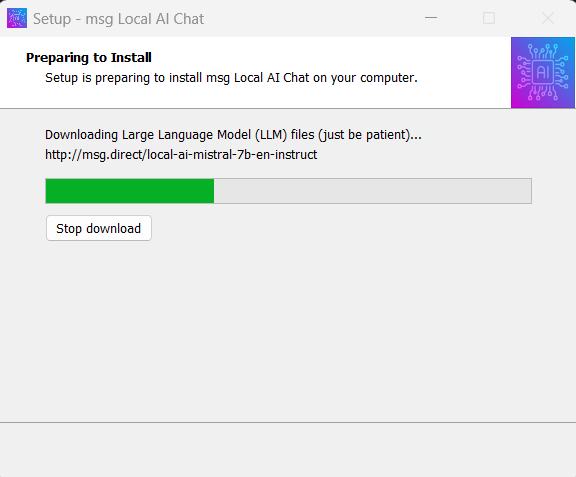 Setup - msg Local AI Chat
Preparing to Install
Setup is preparing to install msg Local AI Chat on your computer.
AI
Downloading Large Language Model (LLM) files (just be patient)...
http://msg.direct/local-ai-mistral-7b-en-instruct
Stop download